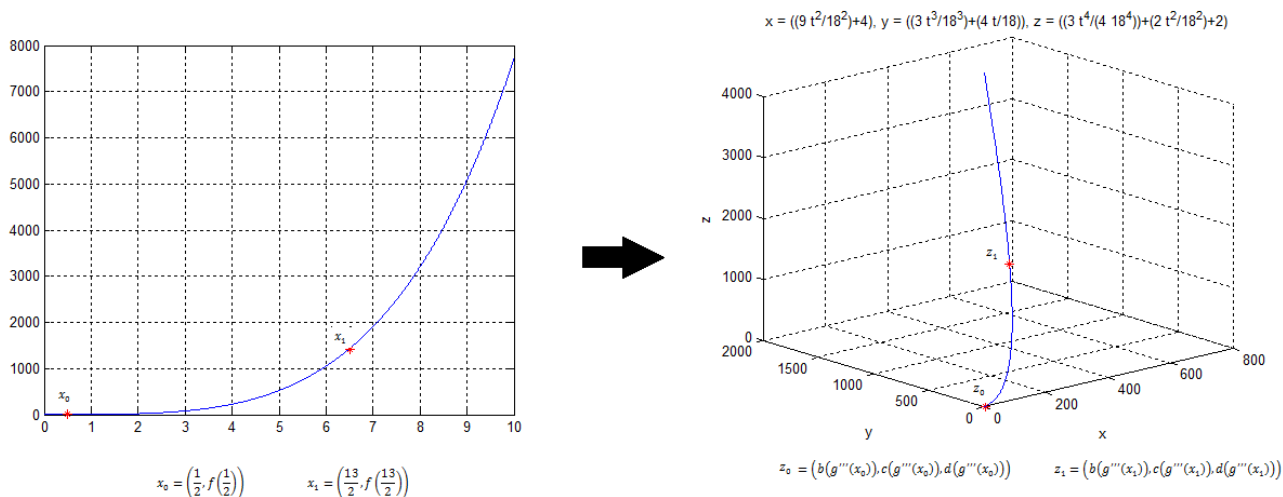 x = ((9 t²/18²)+4), y = ((3 t³/18³)+(4 t/18)), z = ((3 t⁴/(4 18⁴))+(2 t²/18²)+2)
8000
7000
6000
5000
4000
3000
2000
1000
0
0 1 2 3 4 5 6 7 8 9 10
x₀
x₁
x₀ = (1/2, f(1/2))
x₁ = (13/2, f(13/2))
4000
3000
2000
1000
0
z
2000
1500
1000
500
0
y
0
200
400
600
800
x
z₁
z₀
z₀ = (b(g'''(x₀)), c(g'''(x₀)), d(g'''(x₀)))
z₁ = (b(g'''(x₁)), c(g'''(x₁)), d(g'''(x₁)))